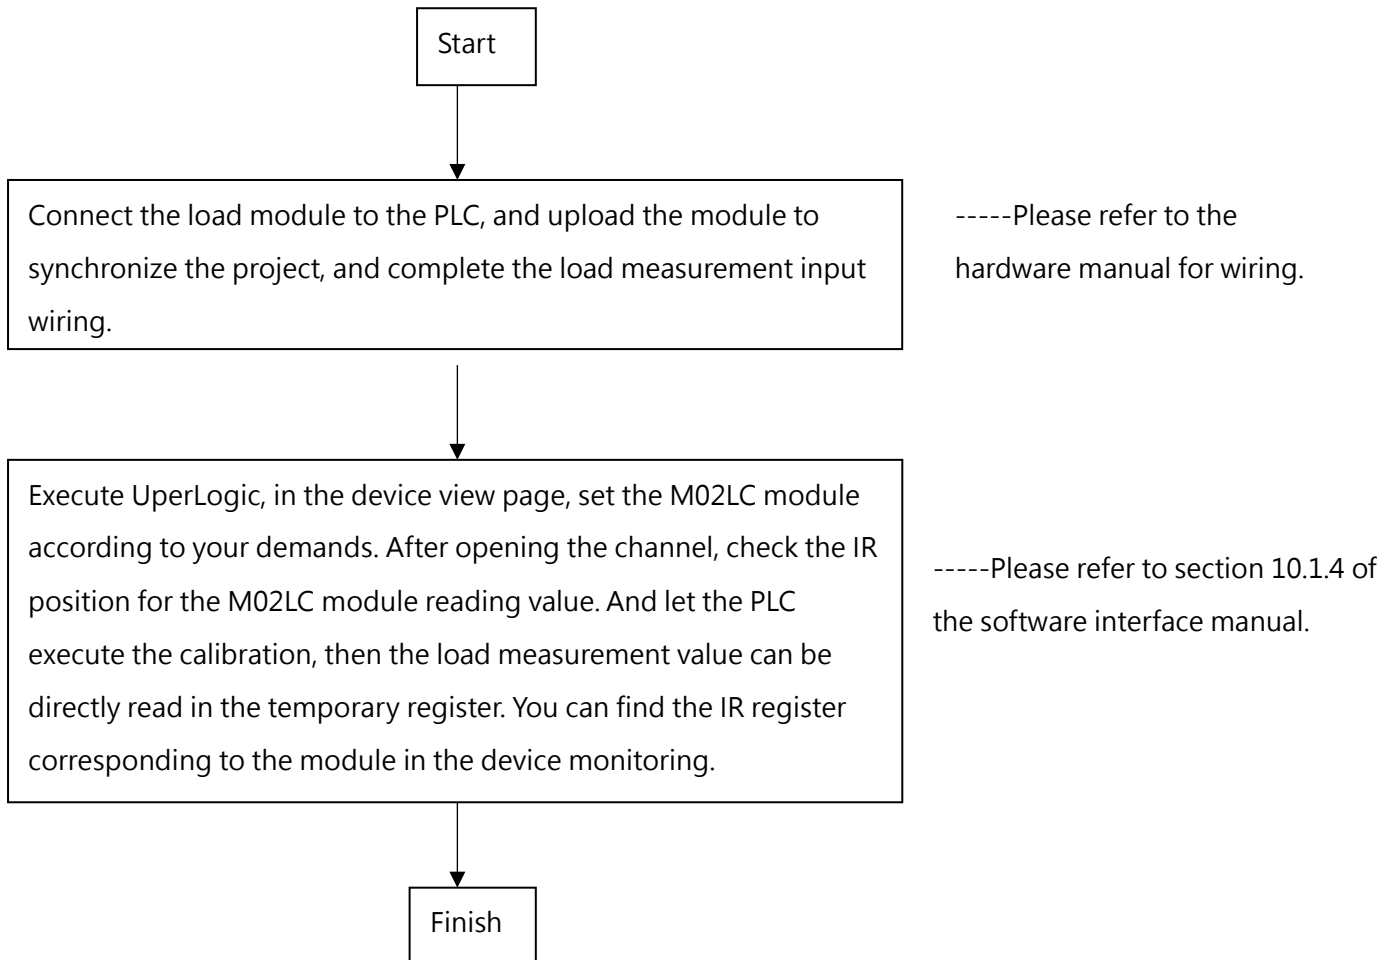 Start
Connect the load module to the PLC, and upload the module to
synchronize the project, and complete the load measurement input
wiring.
-----Please refer to the
hardware manual for wiring.
Execute UperLogic, in the device view page, set the M02LC module
according to your demands. After opening the channel, check the IR
position for the M02LC module reading value. And let the PLC
execute the calibration, then the load measurement value can be
directly read in the temporary register. You can find the IR register
corresponding to the module in the device monitoring.
-----Please refer to section 10.1.4 of
the software interface manual.
Finish